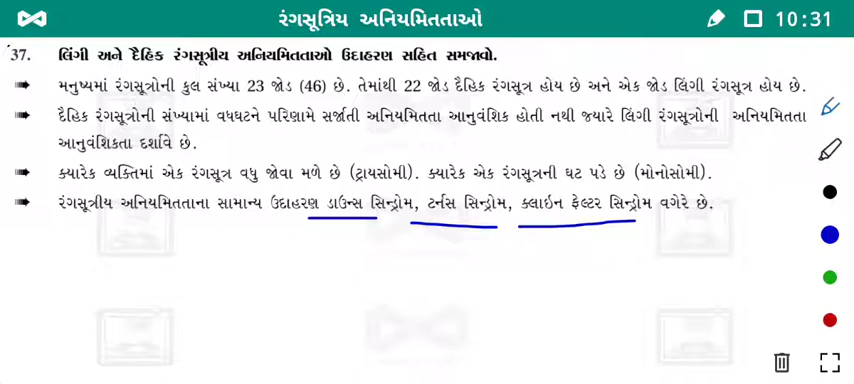 રંગસૂત્રિય અનિયમિતતાઓ
10:31
37. લિંગી અને દૈહિક રંગસૂત્રીય અનિયમિતતાઓ ઉદાહરણ સહિત સમજાવો.
મનુષ્યમાં રંગસૂત્રોની કુલ સંખ્યા 23 જોડ (46) છે. તેમાંથી 22 જોડ દૈહિક રંગસૂત્ર હોય છે અને એક જોડ લિંગી રંગસૂત્ર હોય છે.
દૈહિક રંગસૂત્રોની સંખ્યામાં વધઘટને પરિણામે સર્જાતી અનિયમિતતા આનુવંશિક હોતી નથી જ્યારે લિંગી રંગસૂત્રોની અનિયમિતતા
આનુવંશિકતા દર્શાવે છે.
ક્યારેક વ્યક્તિમાં એક રંગસૂત્ર વધુ જોવા મળે છે (ટ્રાયસોમી). ક્યારેક એક રંગસૂત્રની ઘટ પડે છે (મોનોસોમી).
રંગસૂત્રીય અનિયમિતતાના સામાન્ય ઉદાહરણ ડાઉન્સ સિન્ડ્રોમ, ટર્નસ સિન્ડ્રોમ, ક્લાઇન ફેલ્ટર સિન્ડ્રોમ વગેરે છે.